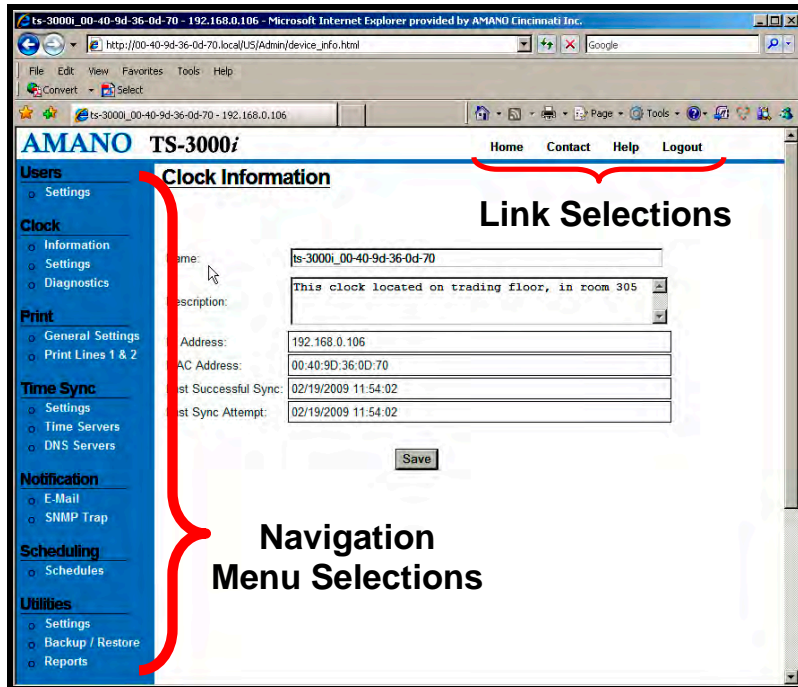 ts-3000i_00-40-9d-36-0d-70 - 192.168.0.106 - Microsoft Internet Explorer provided by AMANO Cincinnati Inc.
http://00-40-9d-36-0d-70.local/US/Admin/device_info.html
Google
File Edit View Favorites Tools Help
Convert Select
ts-3000i_00-40-9d-36-0d-70 - 192.168.0.106
Page Tools
AMANO TS-3000i
Home Contact Help Logout
Link Selections
Users
Settings
Clock
Information
Settings
Diagnostics
Print
General Settings
Print Lines 1 & 2
Time Sync
Settings
Time Servers
DNS Servers
Notification
E-Mail
SNMP Trap
Scheduling
Schedules
Utilities
Settings
Backup / Restore
Reports
Clock Information
ame: ts-3000i_00-40-9d-36-0d-70
escription: This clock located on trading floor, in room 305
Address: 192.168.0.106
AC Address: 00:40:9D:36:0D:70
st Successful Sync: 02/19/2009 11:54:02
st Sync Attempt: 02/19/2009 11:54:02
Save
Navigation
Menu Selections